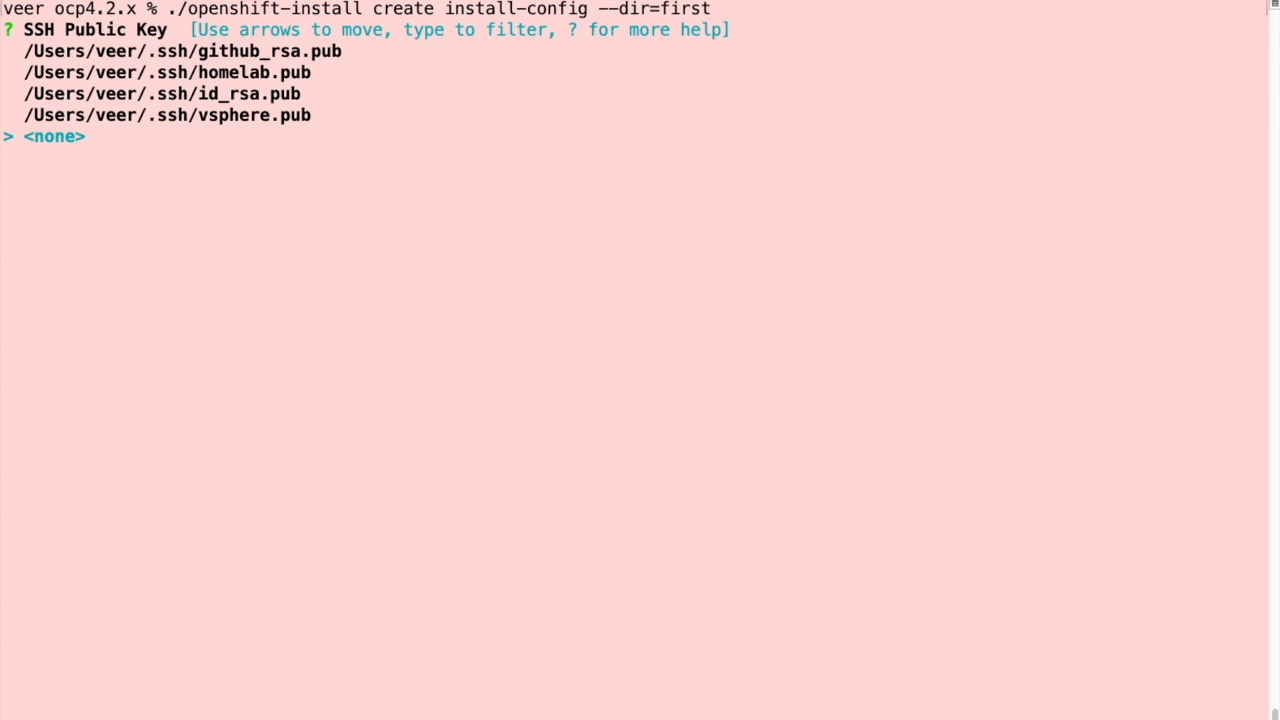 veer ocp4.2.x % ./openshift-install create install-config --dir=first
? SSH Public Key  [Use arrows to move, type to filter, ? for more help]
  /Users/veer/.ssh/github_rsa.pub
  /Users/veer/.ssh/homelab.pub
  /Users/veer/.ssh/id_rsa.pub
  /Users/veer/.ssh/vsphere.pub
> <none>